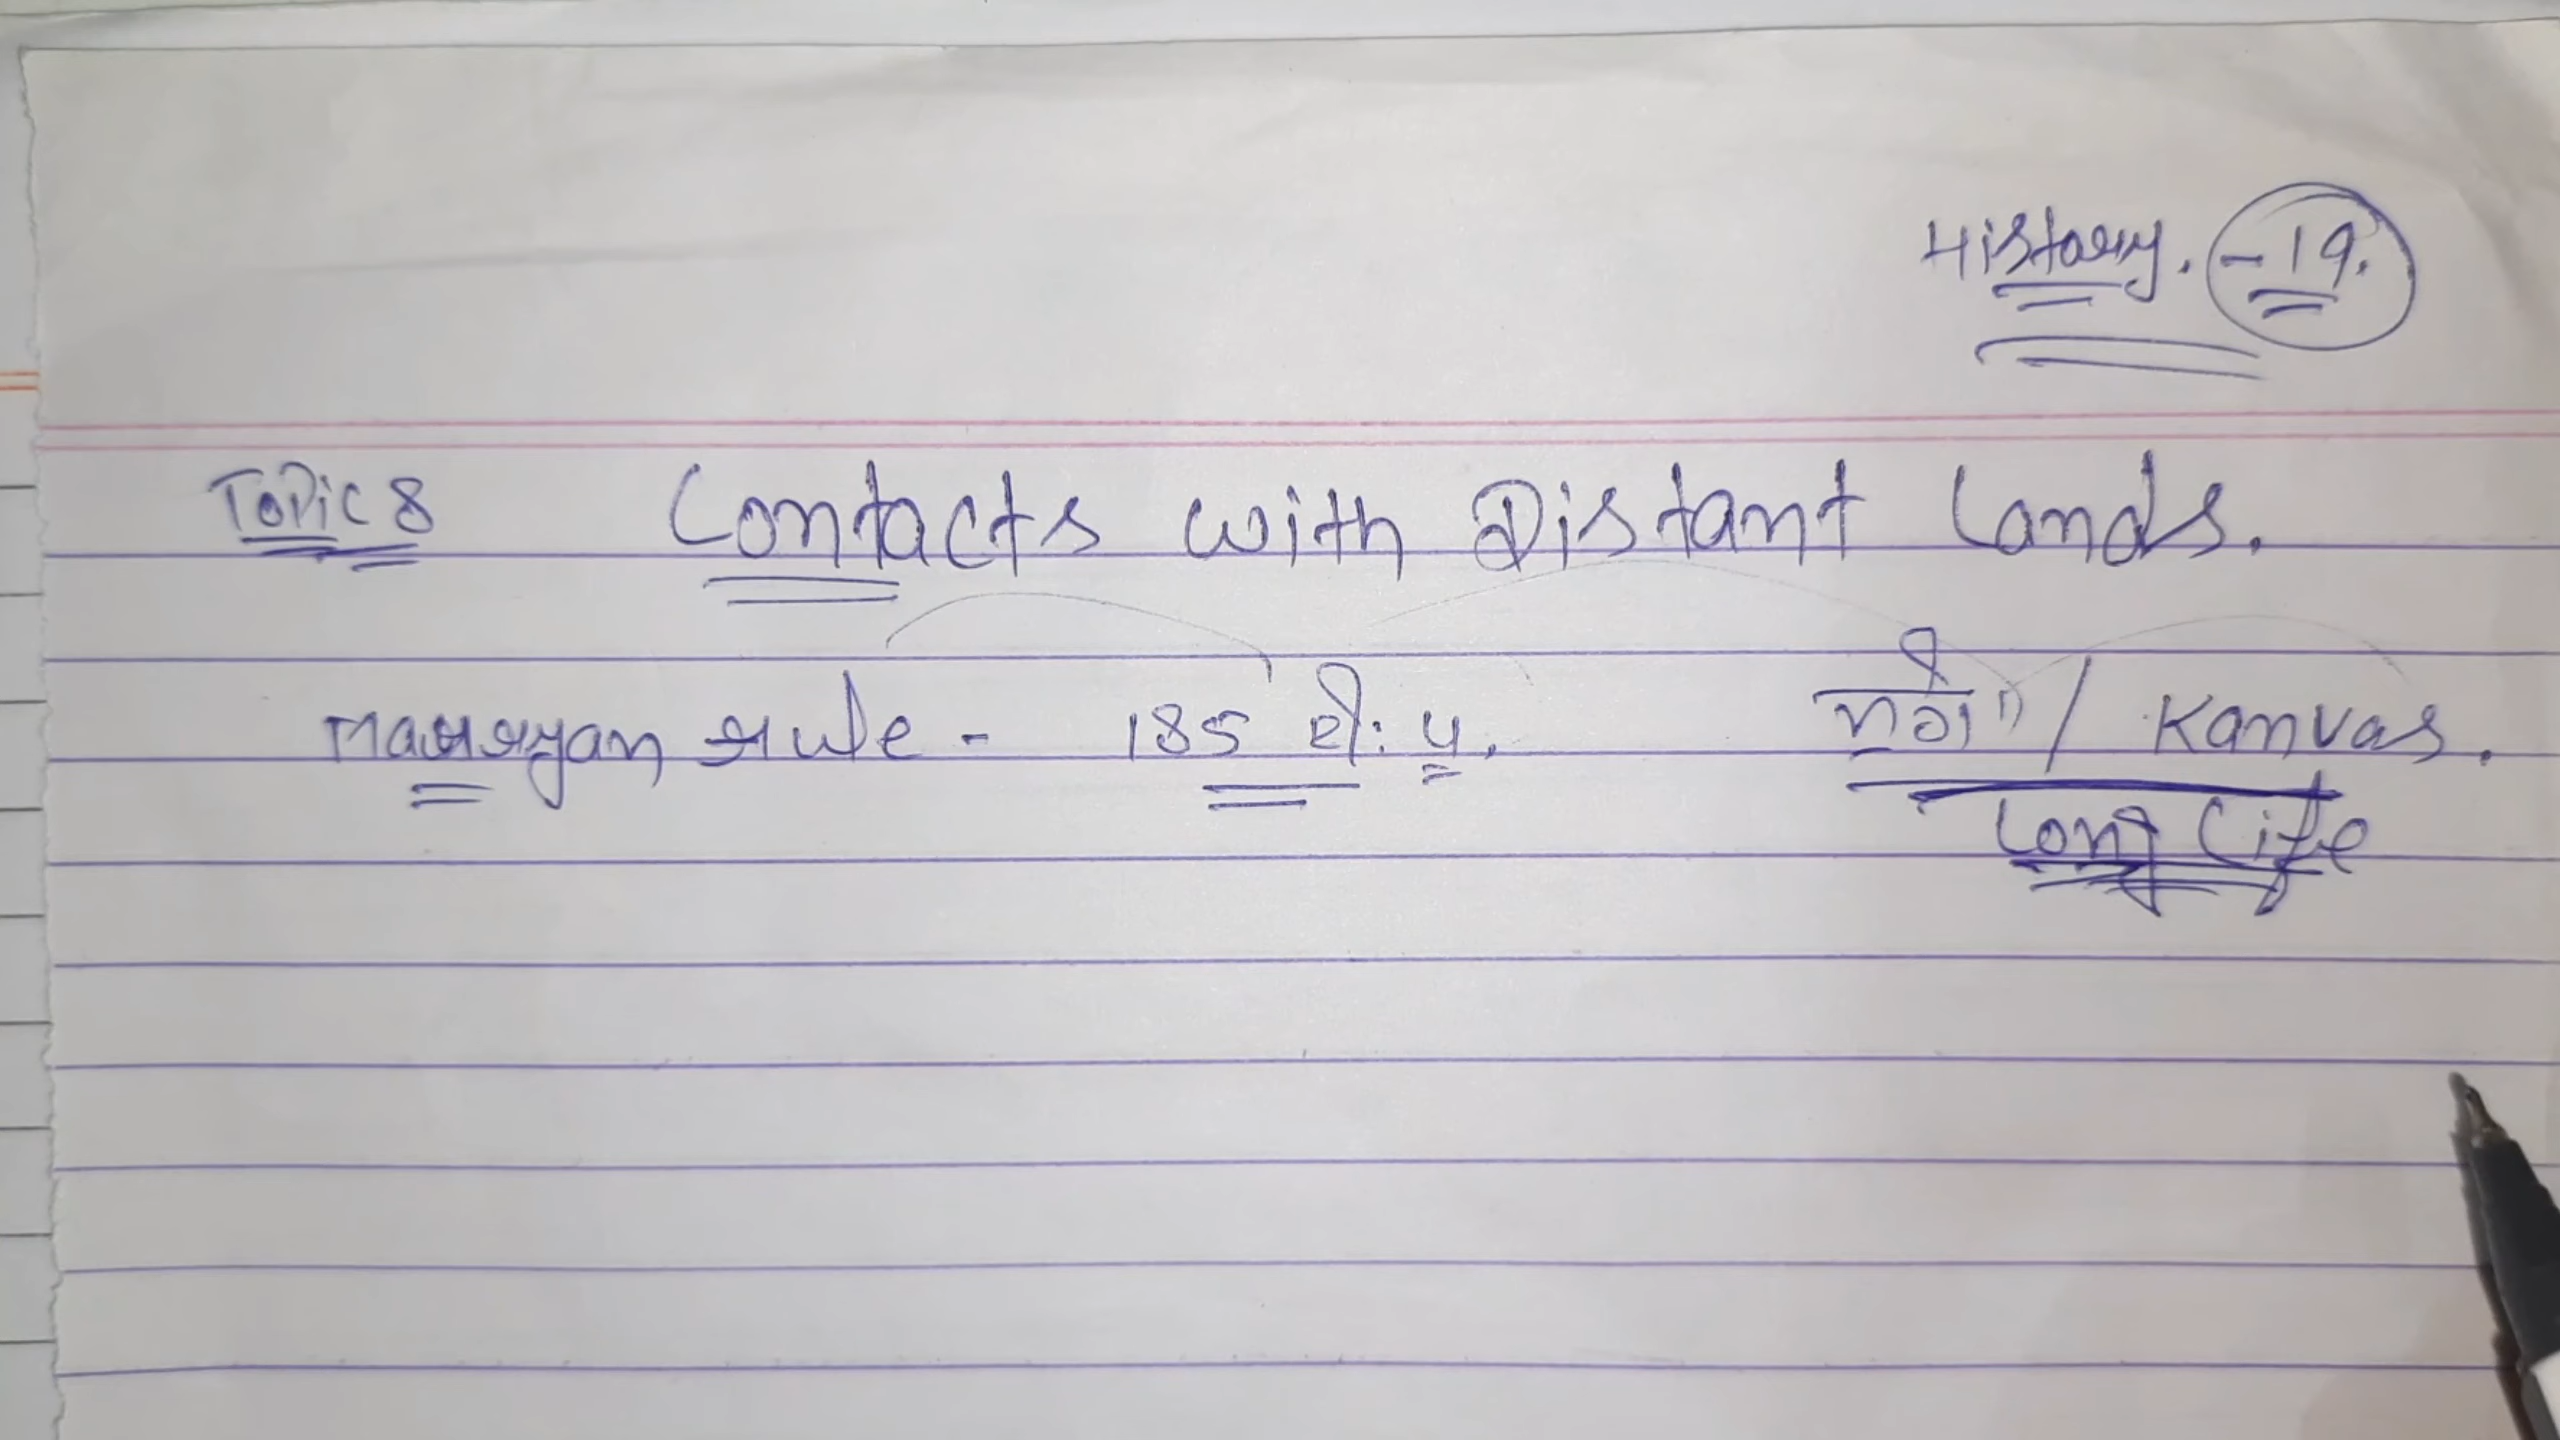 History. -19.
Topic 8 Contacts with Distant Lands.
Mauryan rule - 185 ई: पू. / Kanvas.
Long Life